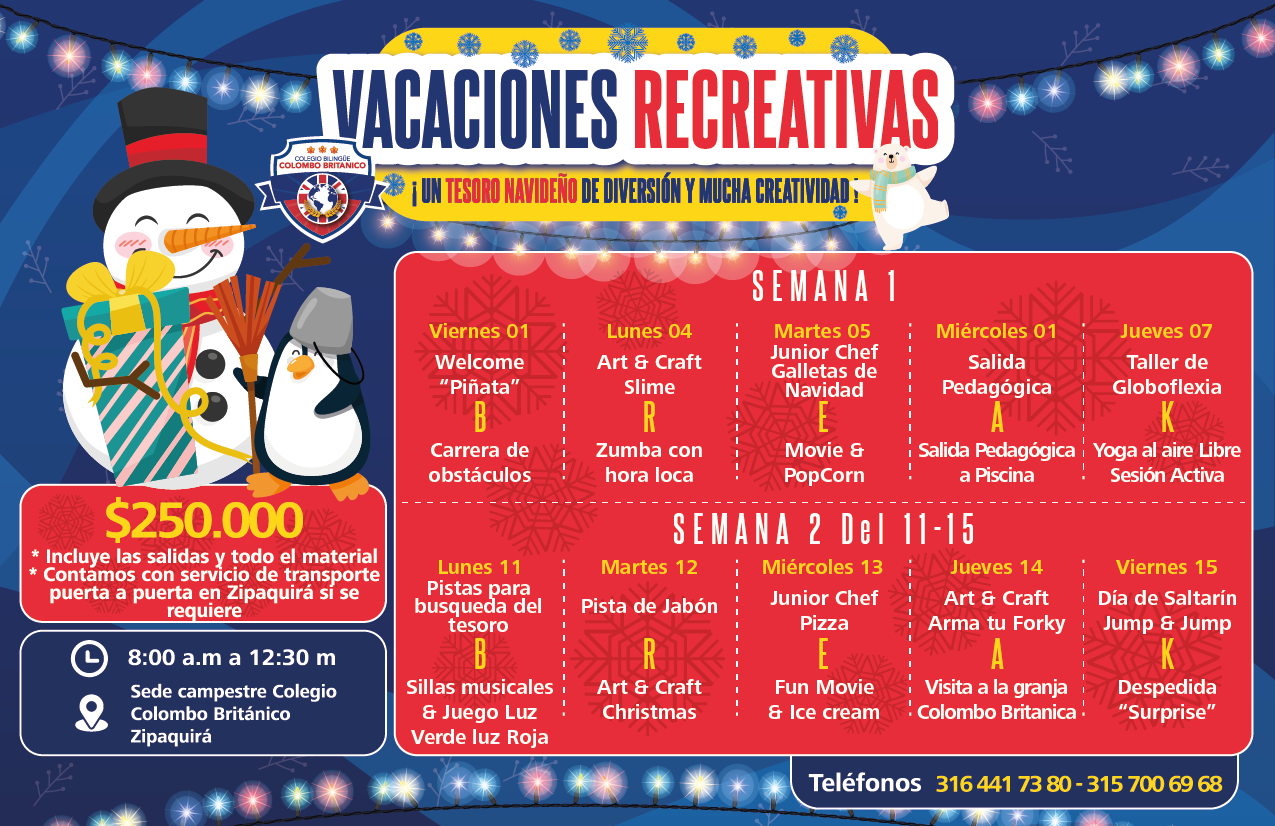 VACACIONES RECREATIVAS
COLEGIO BILINGÜE
COLOMBO BRITANICO
¡ UN TESORO NAVIDEÑO DE DIVERSIÓN Y MUCHA CREATIVIDAD !
SEMANA 1
Viernes 01
Welcome
“Piñata”
B
Carrera de
obstáculos
Lunes 04
Art & Craft
Slime
R
Zumba con
hora loca
Martes 05
Junior Chef
Galletas de
Navidad
E
Movie &
PopCorn
Miércoles 01
Salida
Pedagógica
A
Salida Pedagógica
a Piscina
Jueves 07
Taller de
Globoflexia
K
Yoga al aire Libre
Sesión Activa
SEMANA 2 Del 11-15
Lunes 11
Pistas para
busqueda del
tesoro
B
Sillas musicales
& Juego Luz
Verde luz Roja
Martes 12
Pista de Jabón
R
Art & Craft
Christmas
Miércoles 13
Junior Chef
Pizza
E
Fun Movie
& Ice cream
Jueves 14
Art & Craft
Arma tu Forky
A
Visita a la granja
Colombo Britanica
Viernes 15
Día de Saltarín
Jump & Jump
K
Despedida
“Surprise”
$250.000
* Incluye las salidas y todo el material
* Contamos con servicio de transporte
puerta a puerta en Zipaquirá sí se
requiere
8:00 a.m a 12:30 m
Sede campestre Colegio
Colombo Británico
Zipaquirá
Teléfonos 316 441 73 80 - 315 700 69 68